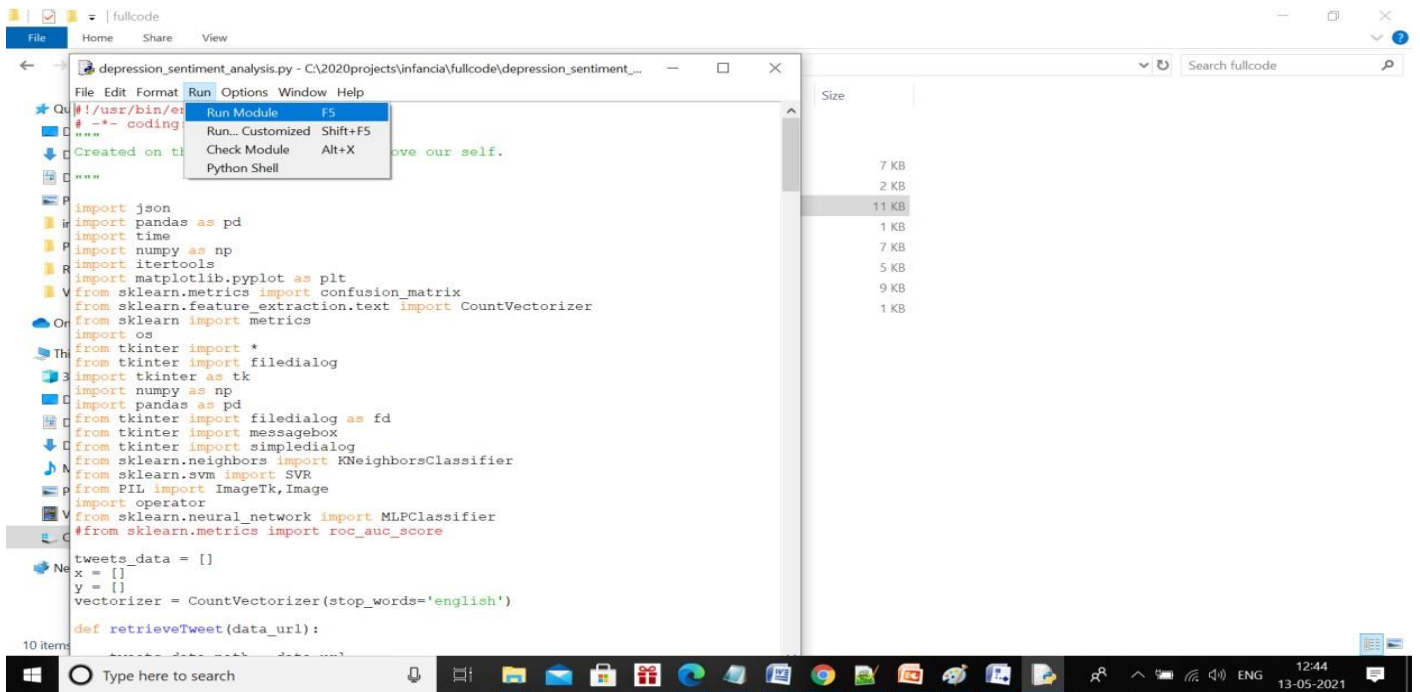 fullcode
File Home Share View
Search fullcode
depression_sentiment_analysis.py - C:\2020projects\infancia\fullcode\depression_sentiment_...
File Edit Format Run Options Window Help
Size
Run Module F5
Run... Customized Shift+F5
Check Module Alt+X
Python Shell
#!/usr/bin/e
# -*- coding
"""
Created on t ove our self.
"""
import json
import pandas as pd
import time
import numpy as np
import itertools
import matplotlib.pyplot as plt
from sklearn.metrics import confusion_matrix
from sklearn.feature_extraction.text import CountVectorizer
from sklearn import metrics
import os
from tkinter import *
from tkinter import filedialog
import tkinter as tk
import numpy as np
import pandas as pd
from tkinter import filedialog as fd
from tkinter import messagebox
from tkinter import simpledialog
from sklearn.neighbors import KNeighborsClassifier
from sklearn.svm import SVR
from PIL import ImageTk,Image
import operator
from sklearn.neural_network import MLPClassifier
#from sklearn.metrics import roc_auc_score
tweets_data = []
x = []
y = []
vectorizer = CountVectorizer(stop_words='english')
def retrieveTweet(data_url):
7 KB
2 KB
11 KB
1 KB
7 KB
5 KB
9 KB
1 KB
10 items
Type here to search
ENG
12:44
13-05-2021